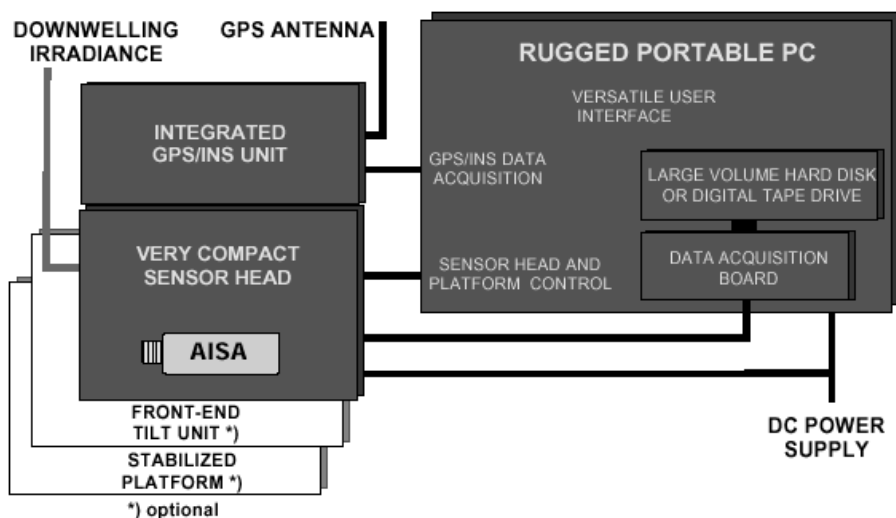 DOWNWELLING
IRRADIANCE
GPS ANTENNA
RUGGED PORTABLE PC
VERSATILE USER
INTERFACE
INTEGRATED
GPS/INS UNIT
GPS/INS DATA
ACQUISITION
LARGE VOLUME HARD DISK
OR DIGITAL TAPE DRIVE
VERY COMPACT
SENSOR HEAD
SENSOR HEAD AND
PLATFORM CONTROL
DATA ACQUISITION
BOARD
AISA
FRONT-END
TILT UNIT *)
STABILIZED
PLATFORM *)
*) optional
DC POWER
SUPPLY